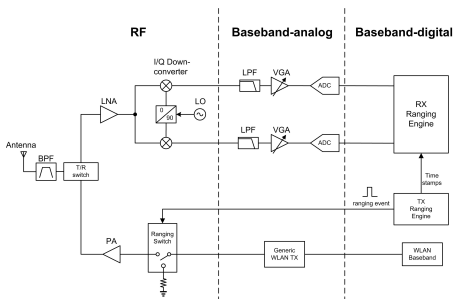 RF
Baseband-analog
Baseband-digital
I/Q Down-
converter
LPF
VGA
LNA
LO
ADC
0
90
RX
Ranging
Engine
LPF
VGA
ADC
Antenna
BPF
T/R
switch
Time
stamps
ranging event
TX
Ranging
Engine
Ranging
Switch
PA
Generic
WLAN TX
WLAN
Baseband